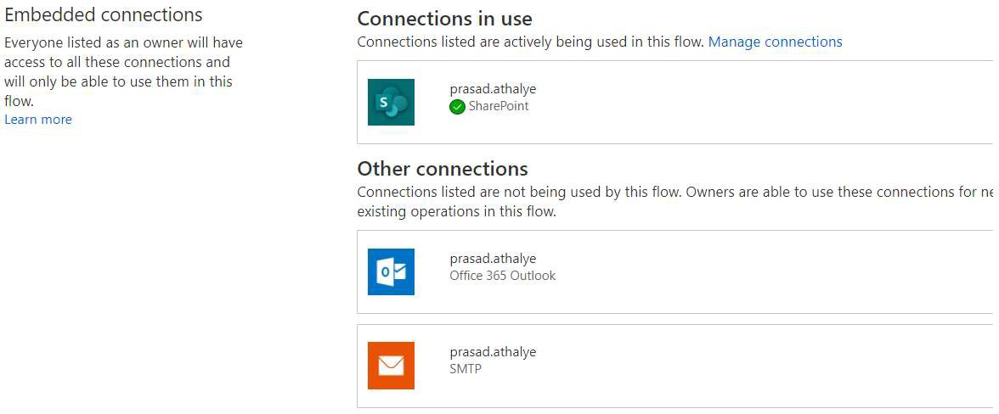 Embedded connections
Everyone listed as an owner will have
access to all these connections and
will only be able to use them in this
flow.
Learn more
Connections in use
Connections listed are actively being used in this flow. Manage connections
S
prasad.athalye
SharePoint
Other connections
Connections listed are not being used by this flow. Owners are able to use these connections for ne
existing operations in this flow.
O
prasad.athalye
Office 365 Outlook
prasad.athalye
SMTP